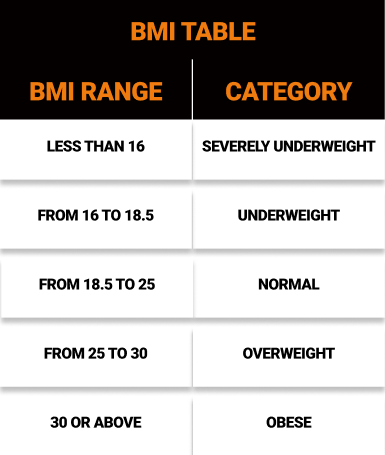 BMI TABLE
BMI RANGE CATEGORY
LESS THAN 16 SEVERELY UNDERWEIGHT
FROM 16 TO 18.5 UNDERWEIGHT
FROM 18.5 TO 25 NORMAL
FROM 25 TO 30 OVERWEIGHT
30 OR ABOVE OBESE